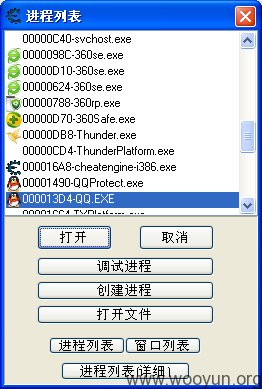 进程列表
00000C40-svchost.exe
0000098C-360se.exe
00000D10-360se.exe
00000624-360se.exe
00000788-360rp.exe
00000D70-360Safe.exe
00000DB8-Thunder.exe
00000CD4-ThunderPlatform.exe
000016A8-cheatengine-i386.exe
00001490-QQProtect.exe
000013D4-QQ.EXE
打开 取消
调试进程
创建进程
打开文件
进程列表 窗口列表
进程列表(详细)
www.wooyun.org